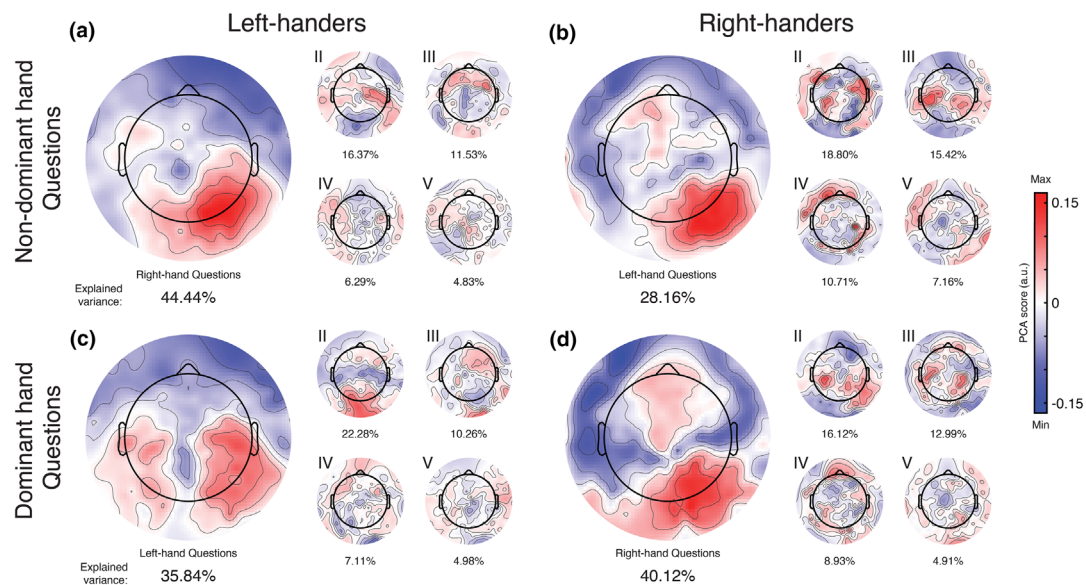 Left-handers
Right-handers
Non-dominant hand
Questions
(a)
II
III
16.37%
11.53%
IV
V
6.29%
4.83%
Right-hand Questions
Explained
variance:
44.44%
(b)
II
III
18.80%
15.42%
IV
V
10.71%
7.16%
Left-hand Questions
28.16%
Max
0.15
0
-0.15
Min
PCA score (a.u.)
Dominant hand
Questions
(c)
II
III
22.28%
10.26%
IV
V
7.11%
4.98%
Left-hand Questions
Explained
variance:
35.84%
(d)
II
III
16.12%
12.99%
IV
V
8.93%
4.91%
Right-hand Questions
40.12%